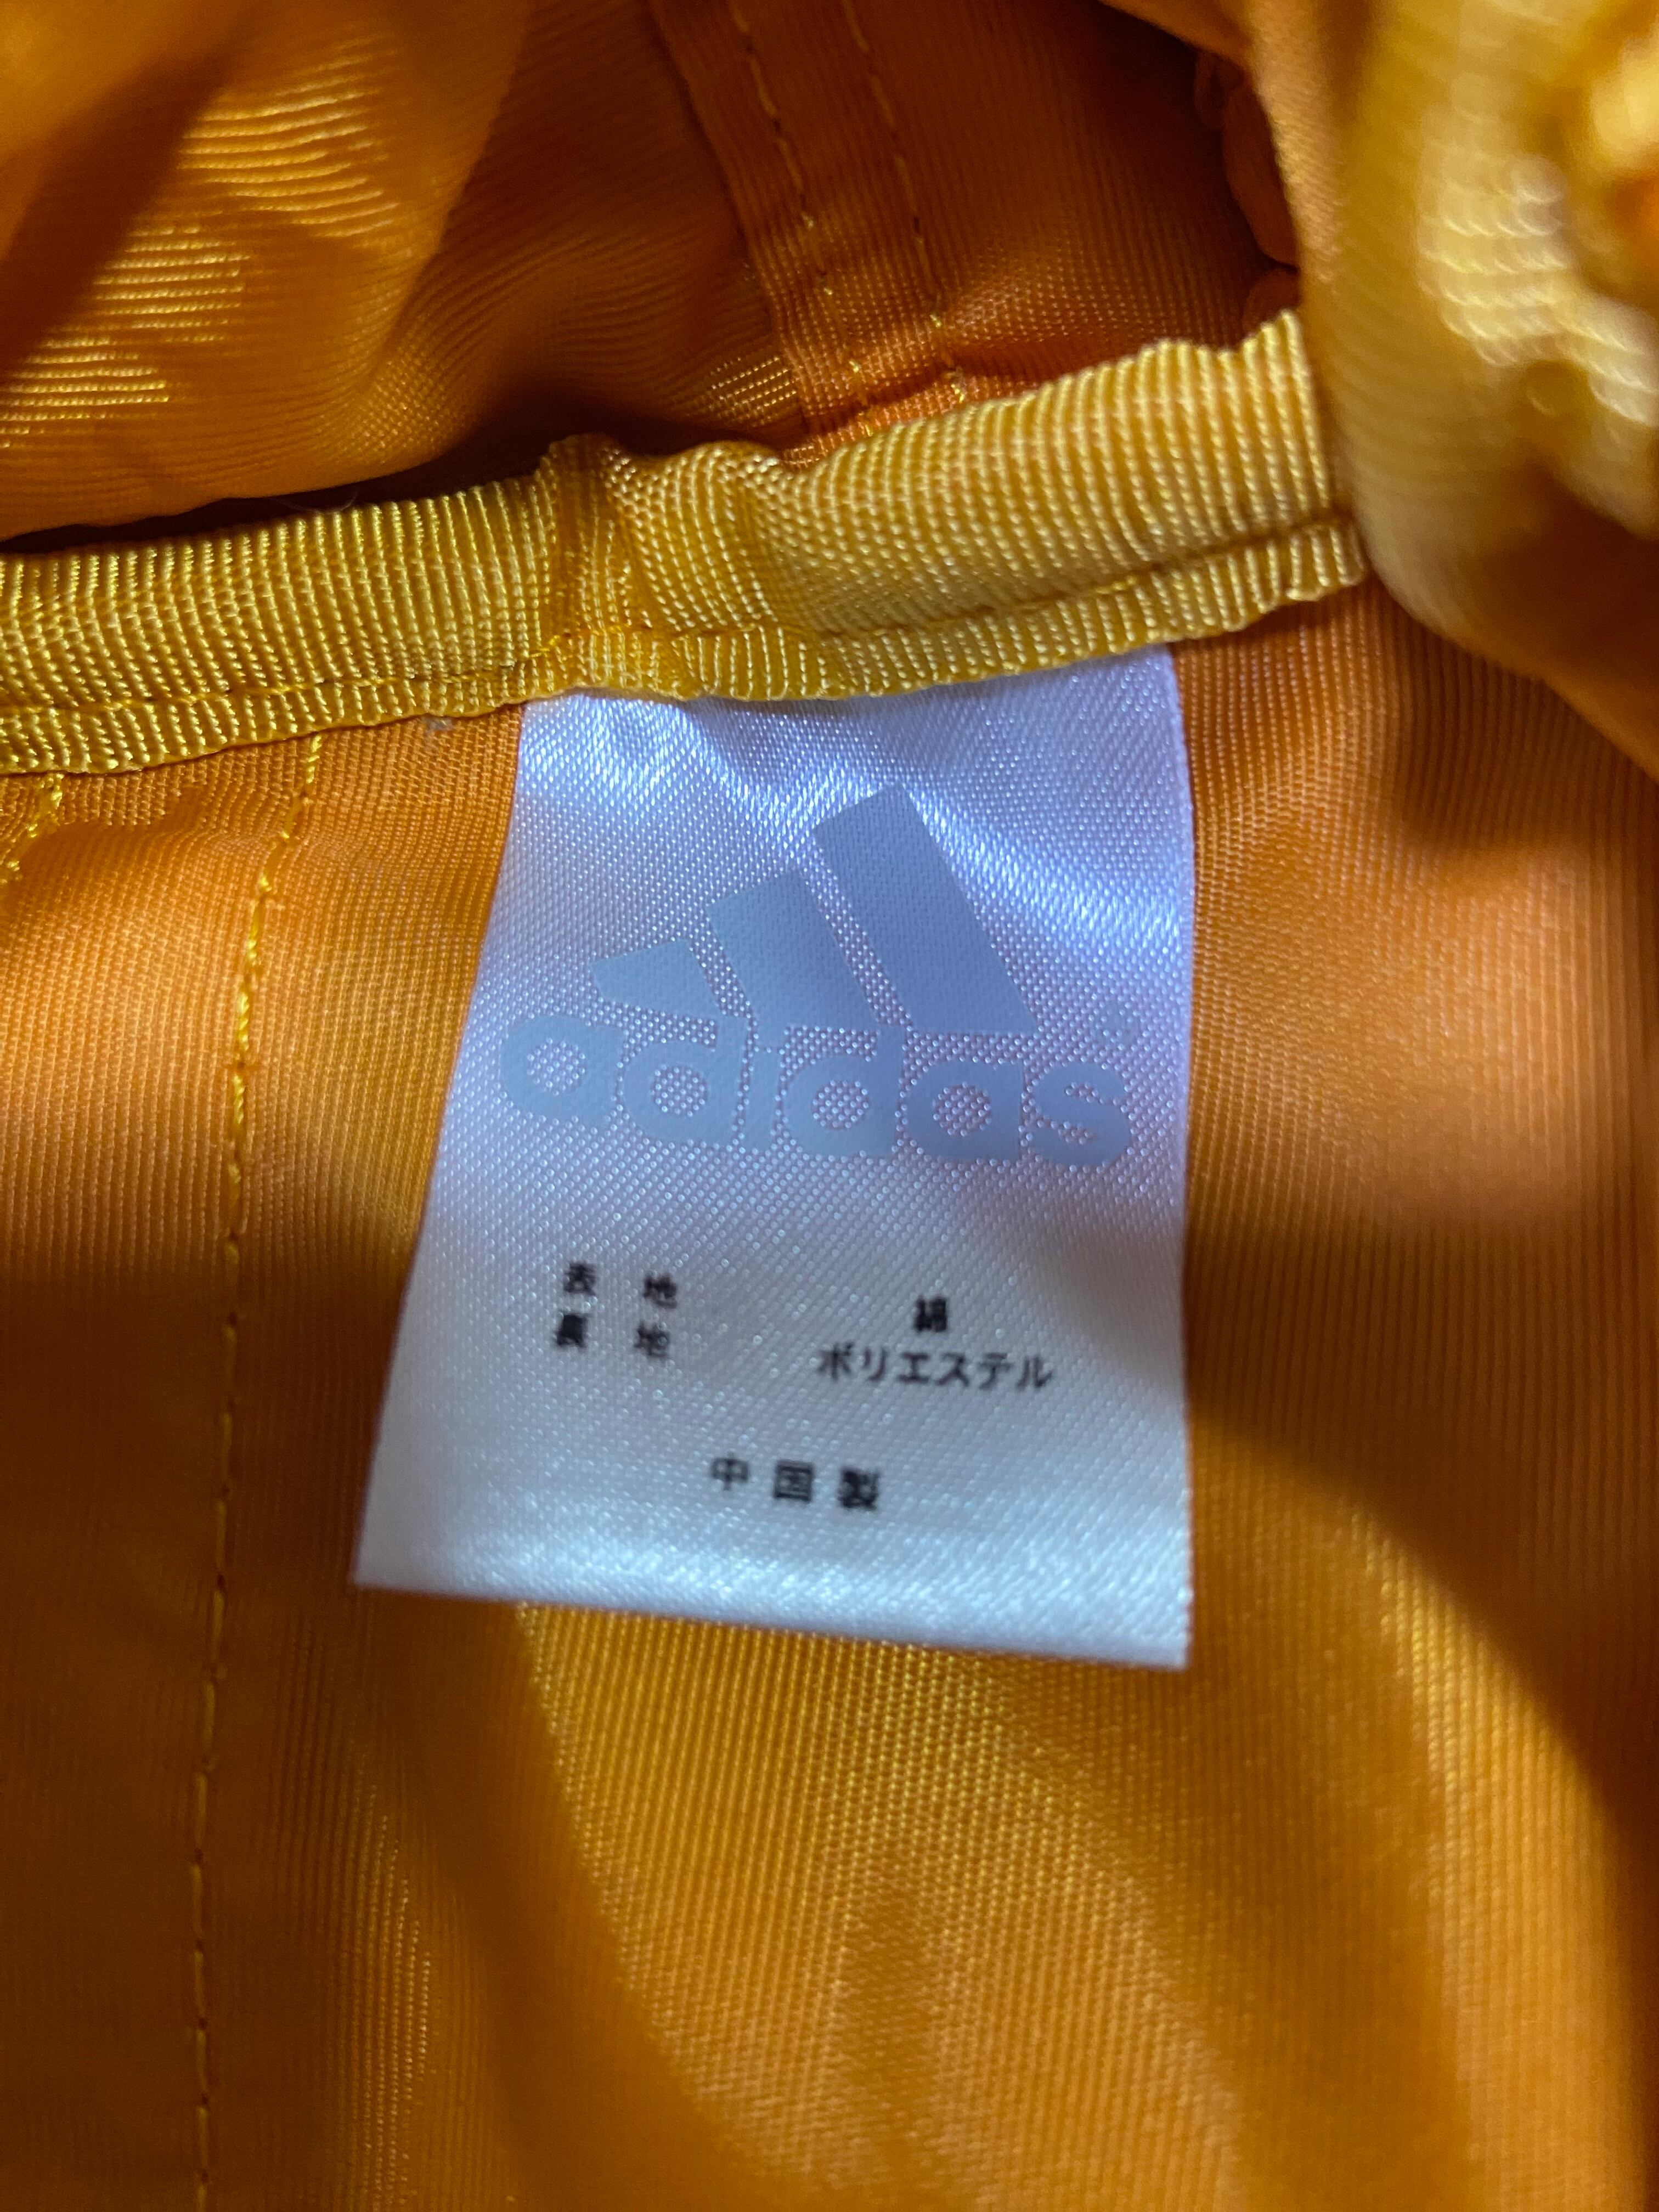 adidas
表 地 綿
裏 地 ポリエステル
中国製